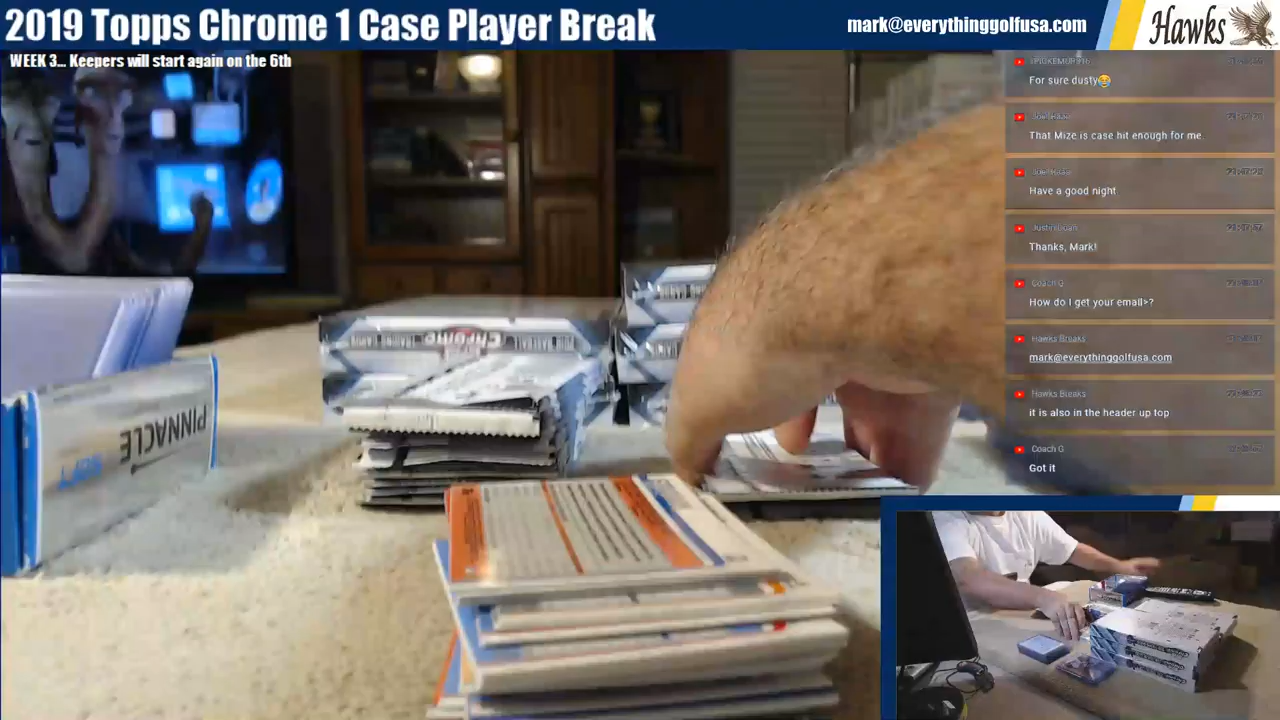 2019 Topps Chrome 1 Case Player Break
mark@everythinggolfusa.com
Hawks
WEEK 3... Keepers will start again on the 6th
For sure dusty😂
That Mize is case hit enough for me.
Have a good night
Thanks, Mark!
Coach G
How do I get your email>?
Hawks Breaks
mark@everythinggolfusa.com
Hawks Breaks
it is also in the header up top
Coach G
Got it
chrome
PINNACLE
SOFT